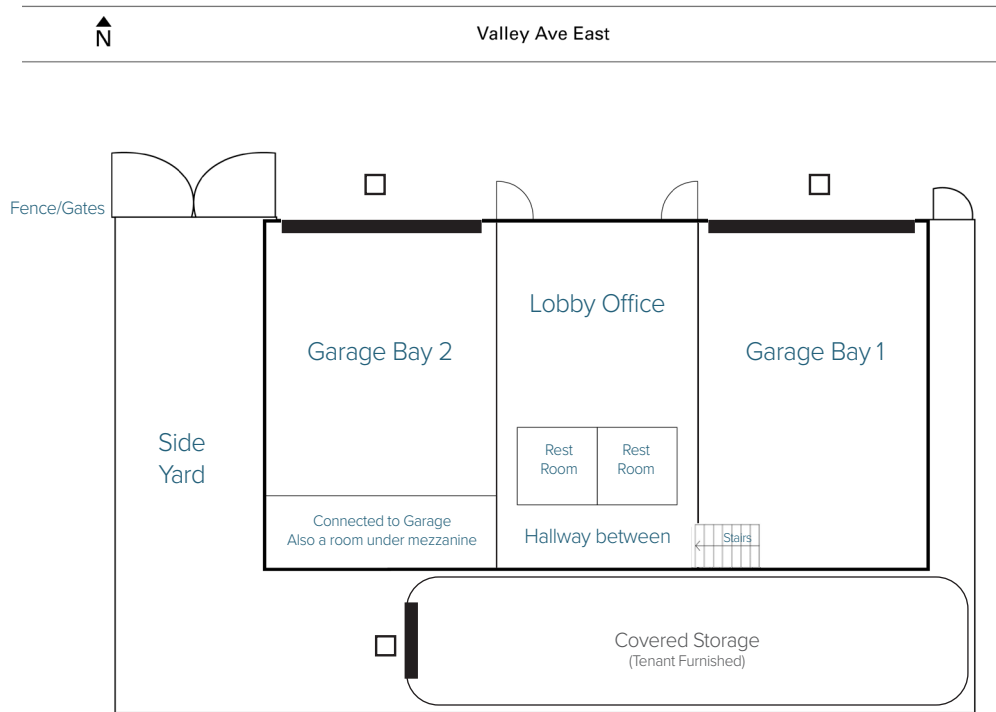 N
Valley Ave East
Fence/Gates
Lobby Office
Garage Bay 2
Garage Bay 1
Side
Yard
Rest
Room
Rest
Room
Connected to Garage
Also a room under mezzanine
Hallway between
Stairs
Covered Storage
(Tenant Furnished)